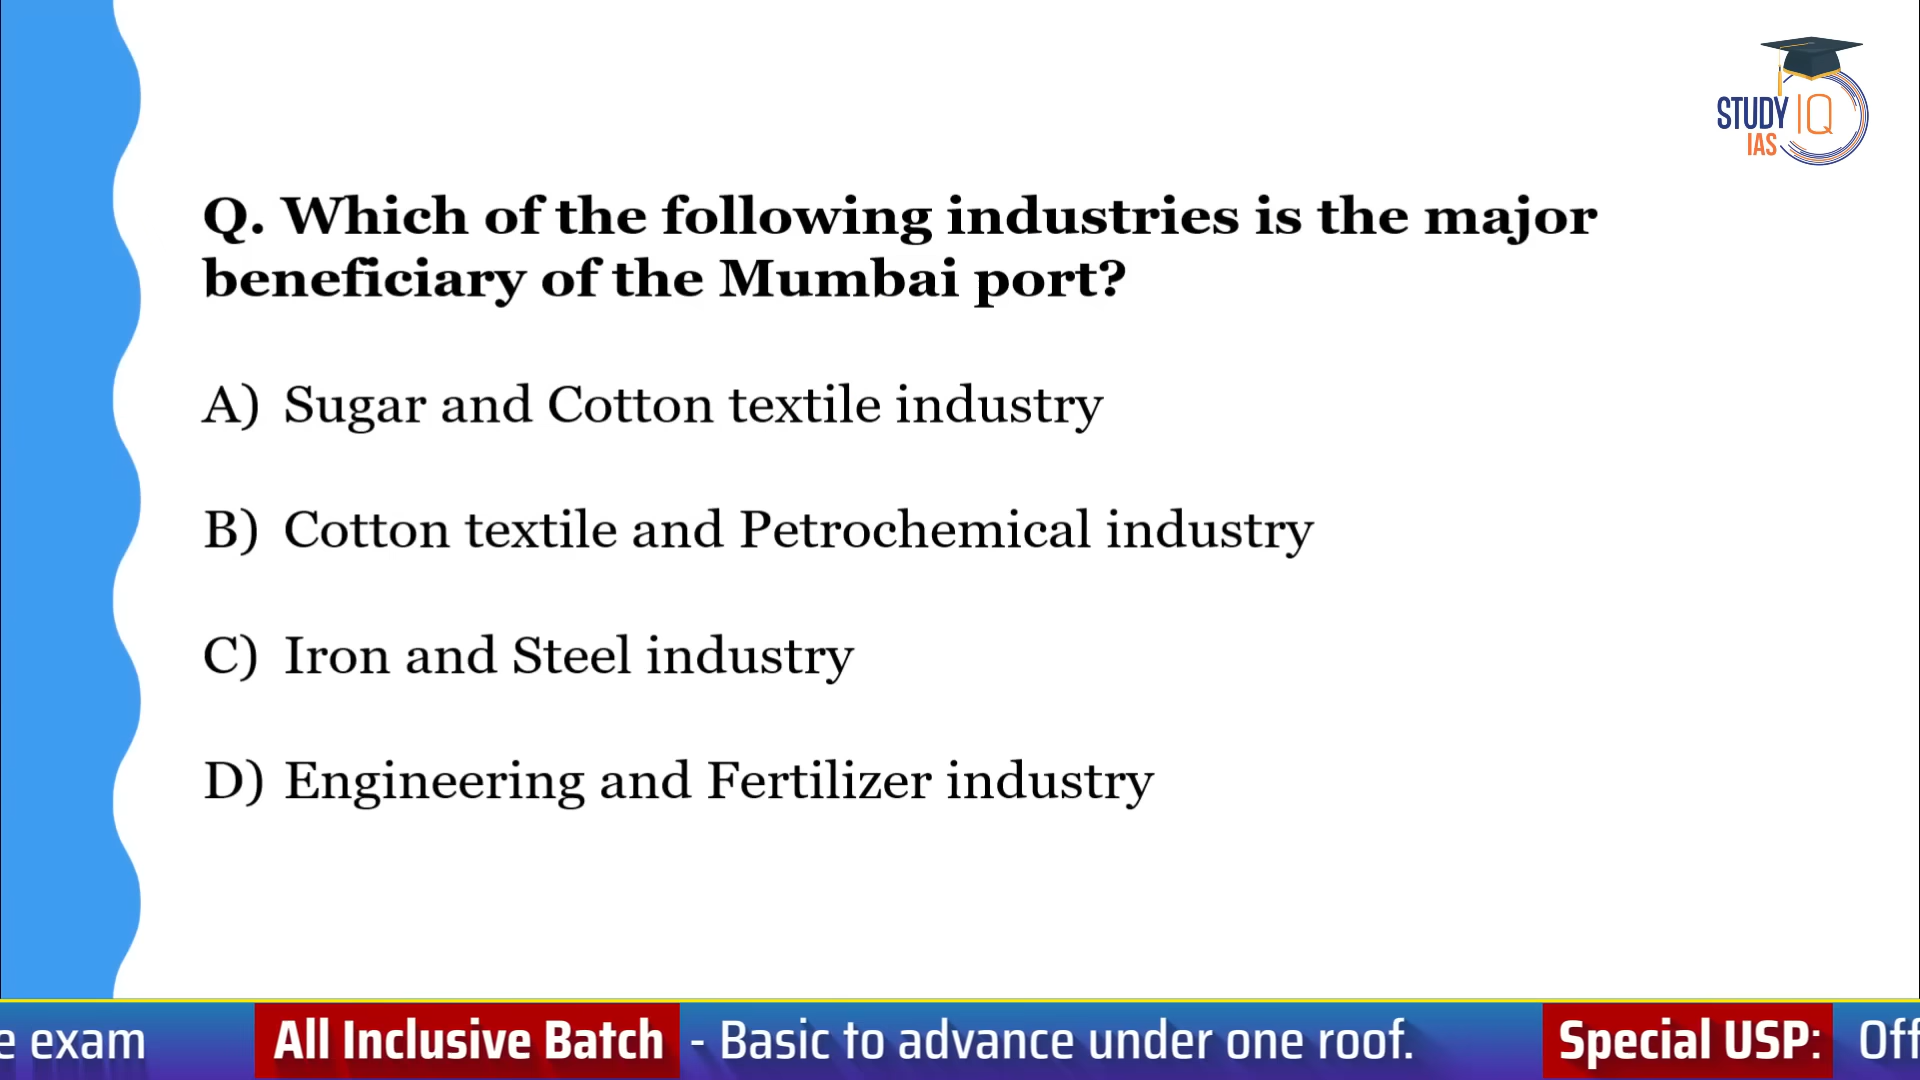 STUDY IQ
IAS
Q. Which of the following industries is the major
beneficiary of the Mumbai port?
A) Sugar and Cotton textile industry
B) Cotton textile and Petrochemical industry
C) Iron and Steel industry
D) Engineering and Fertilizer industry
e exam All Inclusive Batch - Basic to advance under one roof. Special USP: Off